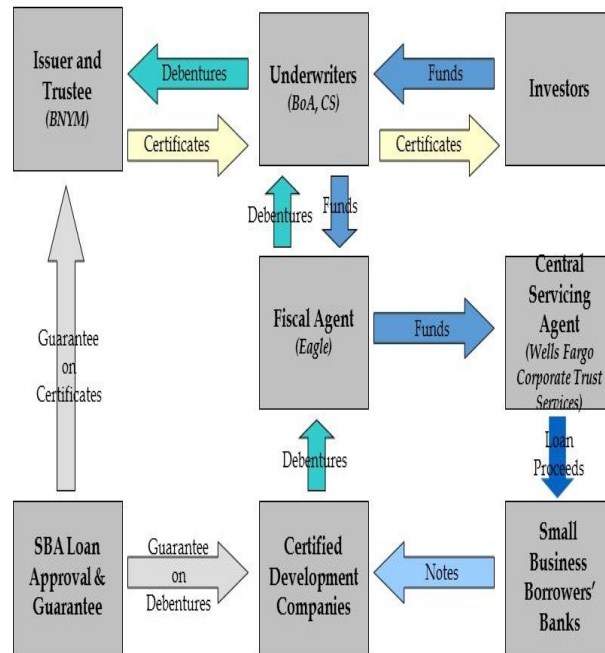 Issuer and
Trustee
(BNYM)
Debentures
Certificates
Underwriters
(BoA, CS)
Funds
Certificates
Investors
Debentures
Funds
Guarantee
on
Certificates
Fiscal Agent
(Eagle)
Funds
Central
Servicing
Agent
(Wells Fargo
Corporate Trust
Services)
Debentures
Loan
Proceeds
SBA Loan
Approval &
Guarantee
Guarantee
on
Debentures
Certified
Development
Companies
Notes
Small
Business
Borrowers'
Banks